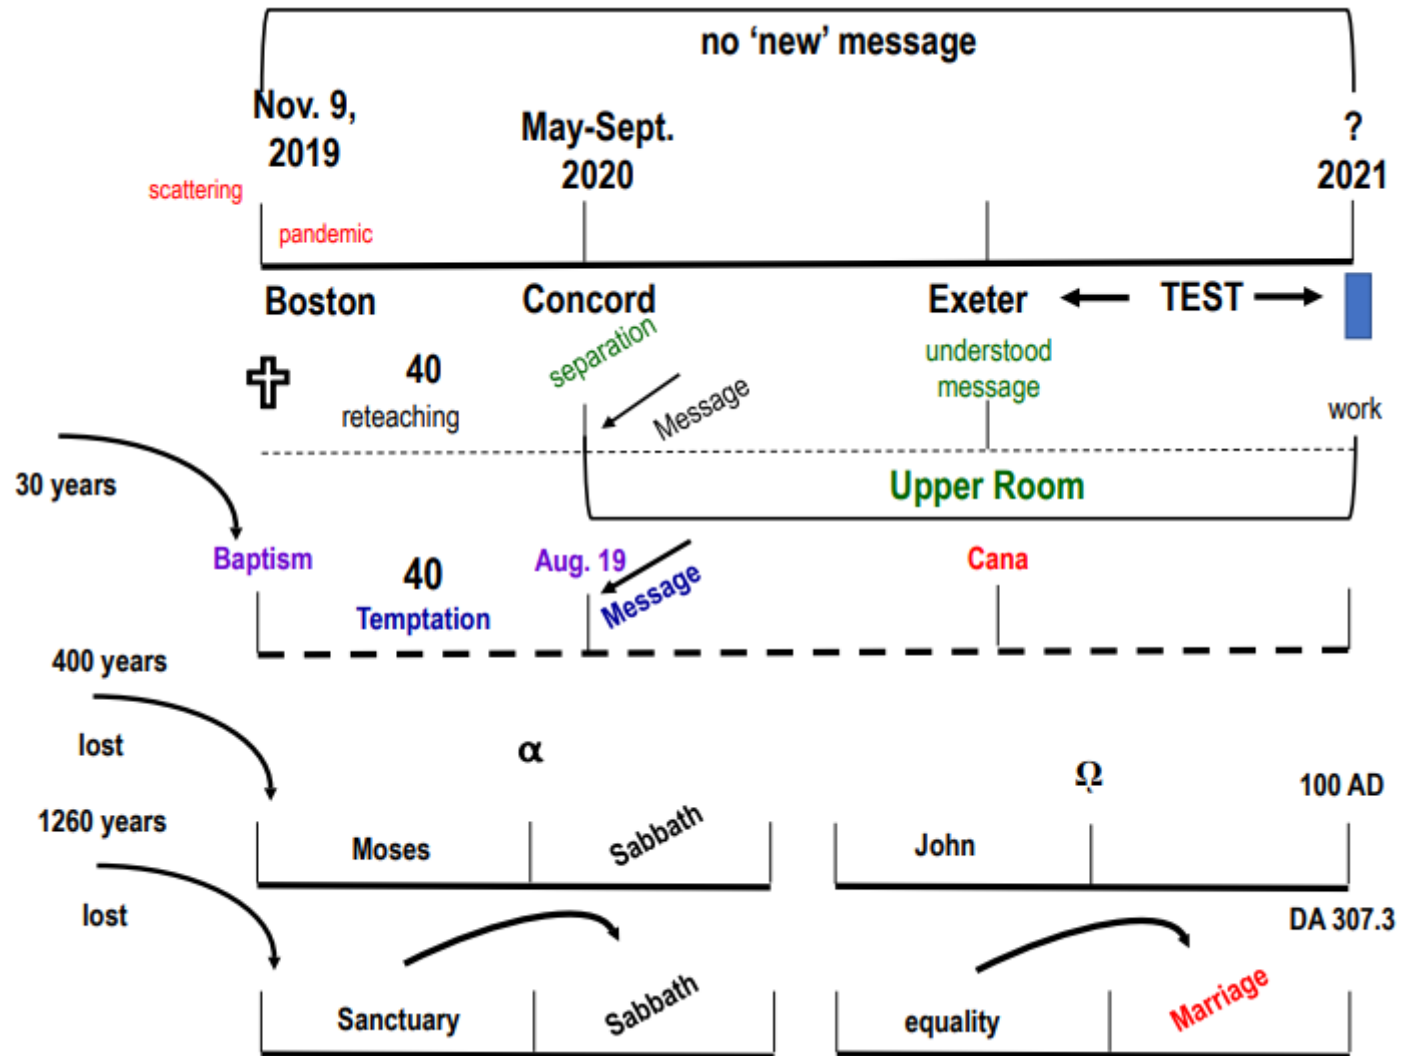 no ‘new’ message
Nov. 9,
2019
May-Sept.
2020
?
2021
scattering
pandemic
Boston
Concord
Exeter
TEST
separation
understood
message
40
reteaching
Message
work
30 years
Upper Room
Baptism
40
Temptation
Aug. 19
Message
Cana
400 years
lost
α
Ω
100 AD
1260 years
Moses
Sabbath
John
lost
DA 307.3
Sanctuary
Sabbath
equality
Marriage